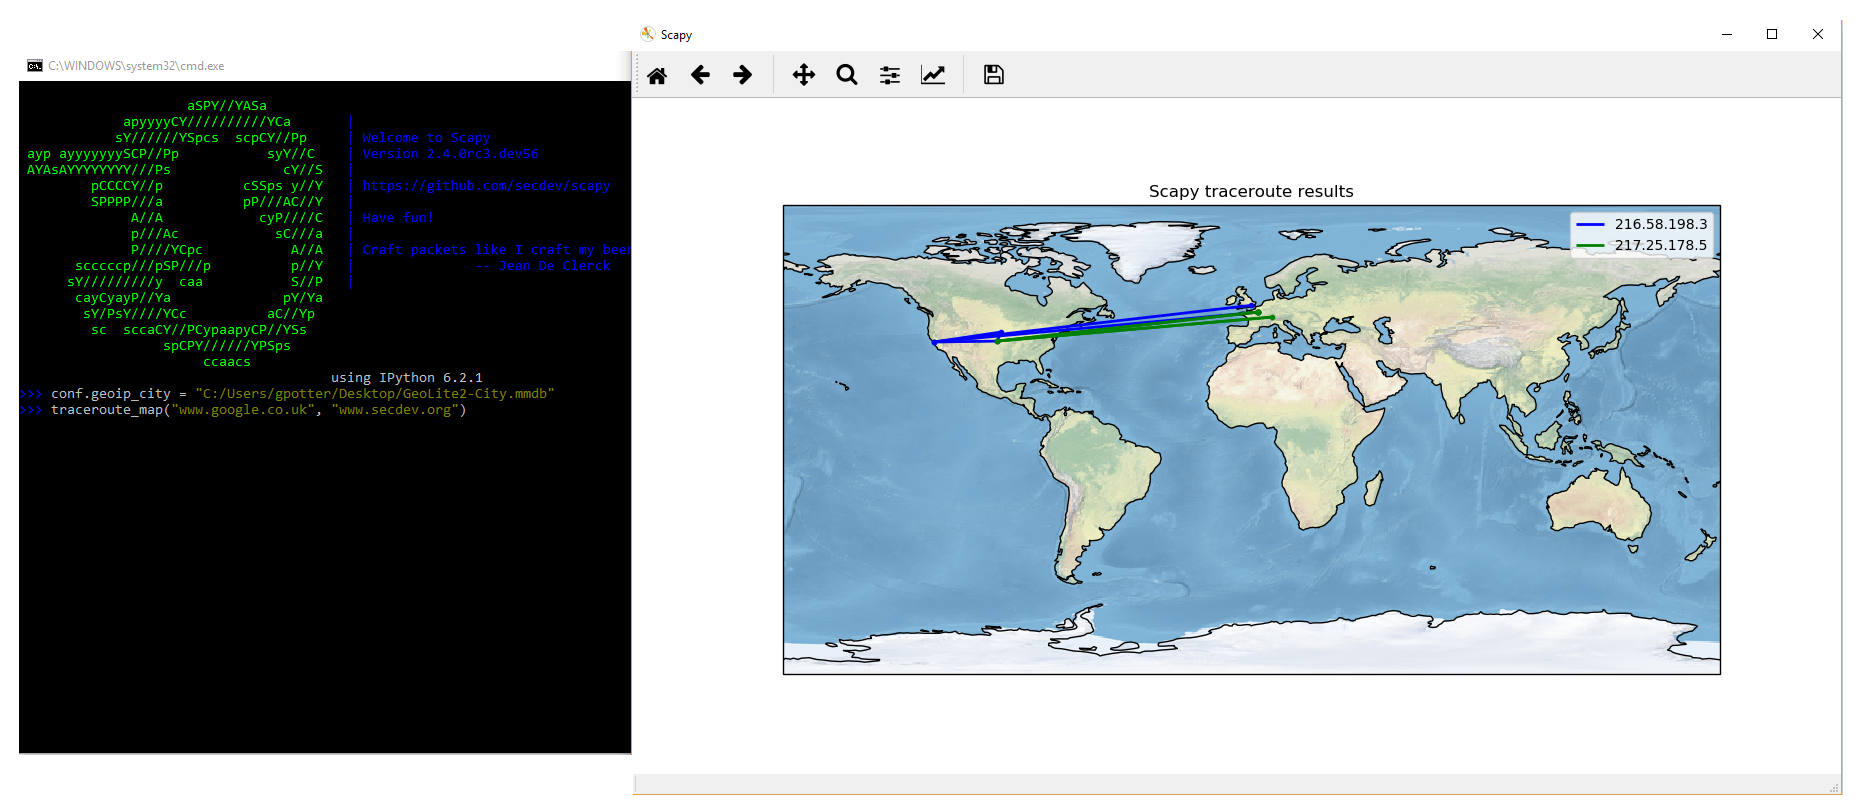 C:\WINDOWS\system32\cmd.exe
aSPY//YASa
apyyyyCY//////////YCa |
sY//////YSpcs scpCY//Pp | Welcome to Scapy
ayp ayyyyyyySCP//Pp syY//C | Version 2.4.0rc3.dev56
AYAsAYYYYYYYY///Ps cY//S |
pCCCCY//p cSSps y//Y | https://github.com/secdev/scapy
SPPPP///a pP///AC//Y |
A//A cyP////C | Have fun!
p///Ac sC///a |
P////YCpc A//A | Craft packets like I craft my beer
scccccp///pSP///p p//Y | -- Jean De Clerck
sY/////////y caa S//P |
cayCyayP//Ya pY/Ya
sY/PsY////YCc aC//Yp
sc sccaCY//PCypaapyCP//YSs
spCPY//////YPSps
ccaacs
using IPython 6.2.1
>>> conf.geoip_city = "C:/Users/gpotter/Desktop/GeoLite2-City.mmdb"
>>> traceroute_map("www.google.co.uk", "www.secdev.org")
Scapy
Scapy traceroute results
216.58.198.3
217.25.178.5